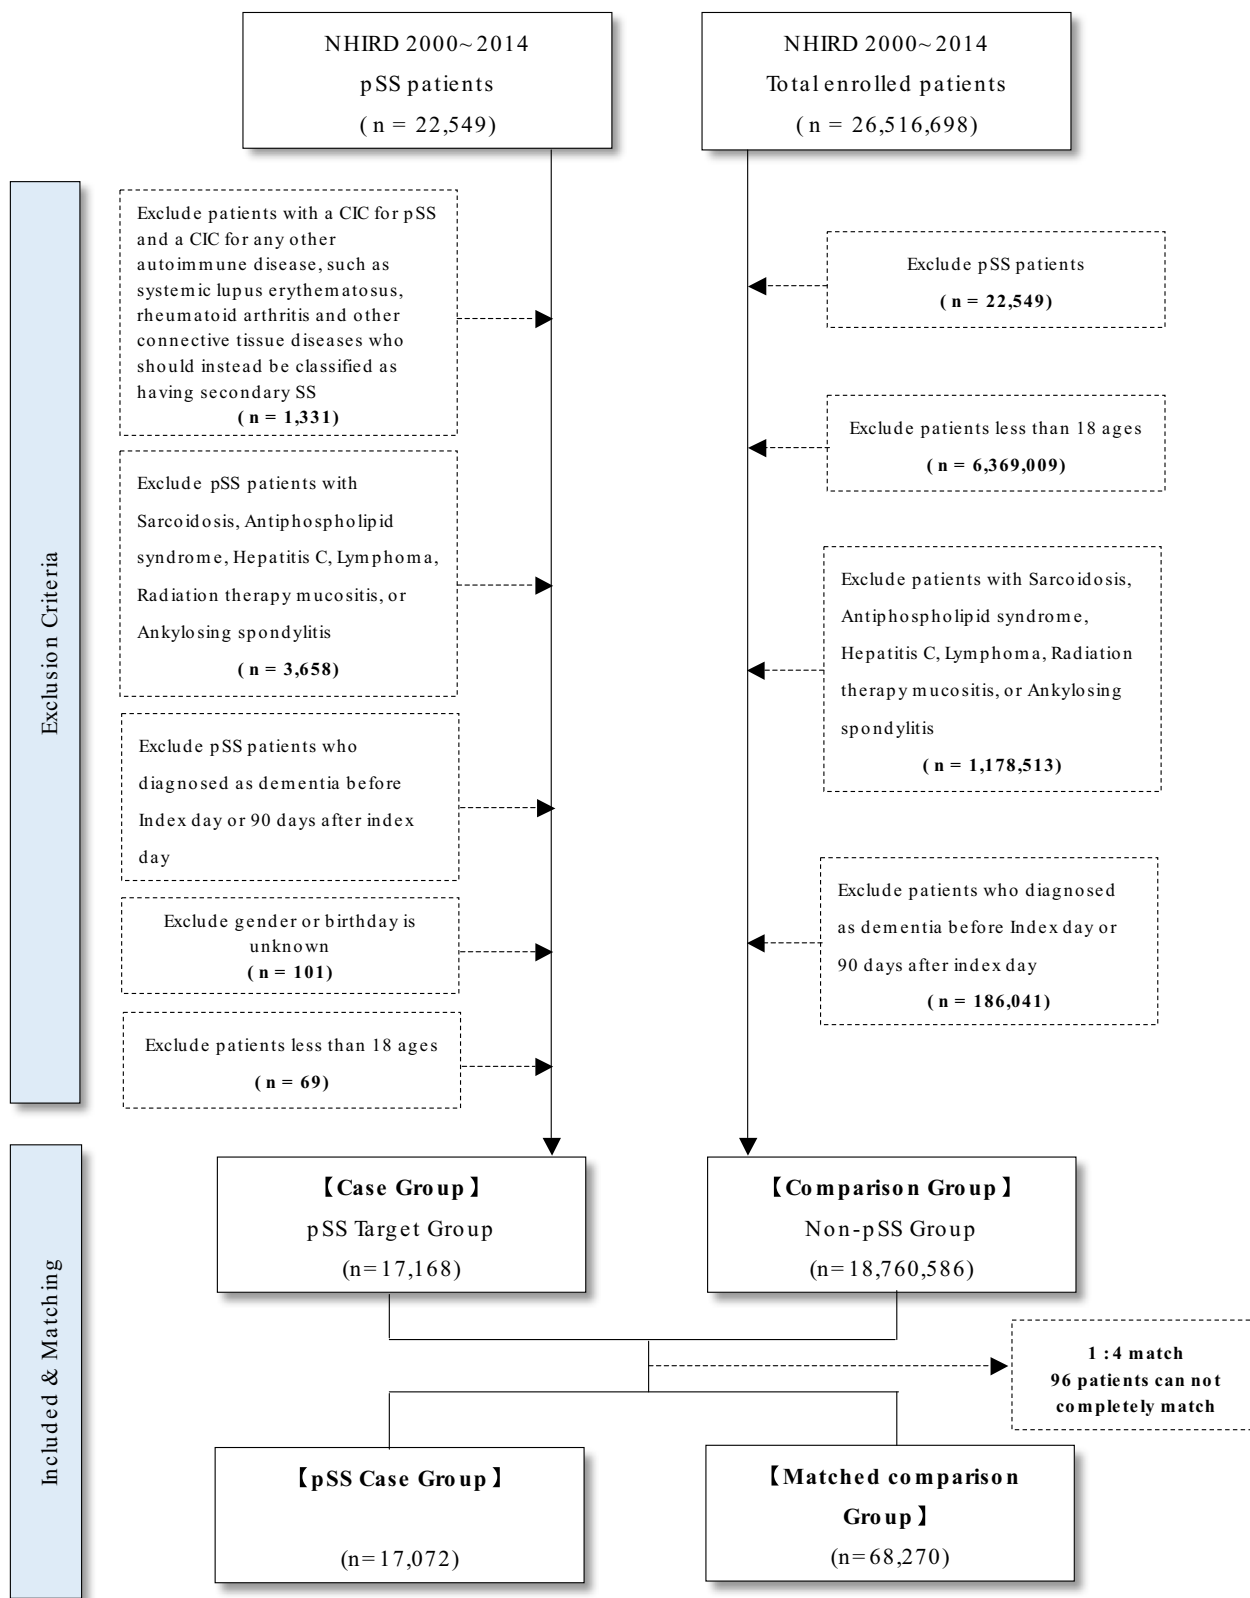 NHIRD 2000~2014
pSS patients
(n = 22,549)
NHIRD 2000~2014
Total enrolled patients
(n = 26,516,698)
Exclusion Criteria
Exclude patients with a CIC for pSS
and a CIC for any other
autoimmune disease, such as
systemic lupus erythematosus,
rheumatoid arthritis and other
connective tissue diseases who
should instead be classified as
having secondary SS
(n = 1,331)
Exclude pSS patients with
Sarcoidosis, Antiphospholipid
syndrome, Hepatitis C, Lymphoma,
Radiation therapy mucositis, or
Ankylosing spondylitis
(n = 3,658)
Exclude pSS patients who
diagnosed as dementia before
Index day or 90 days after index
day
Exclude gender or birthday is
unknown
(n = 101)
Exclude patients less than 18 ages
(n = 69)
Exclude pSS patients
(n = 22,549)
Exclude patients less than 18 ages
(n = 6,369,009)
Exclude patients with Sarcoidosis,
Antiphospholipid syndrome,
Hepatitis C, Lymphoma, Radiation
therapy mucositis, or Ankylosing
spondylitis
(n = 1,178,513)
Exclude patients who diagnosed
as dementia before Index day or
90 days after index day
(n = 186,041)
Included & Matching
【Case Group】
pSS Target Group
(n=17,168)
【Comparison Group】
Non-pSS Group
(n=18,760,586)
1 : 4 match
96 patients can not
completely match
【pSS Case Group】
(n=17,072)
【Matched comparison
Group】
(n=68,270)